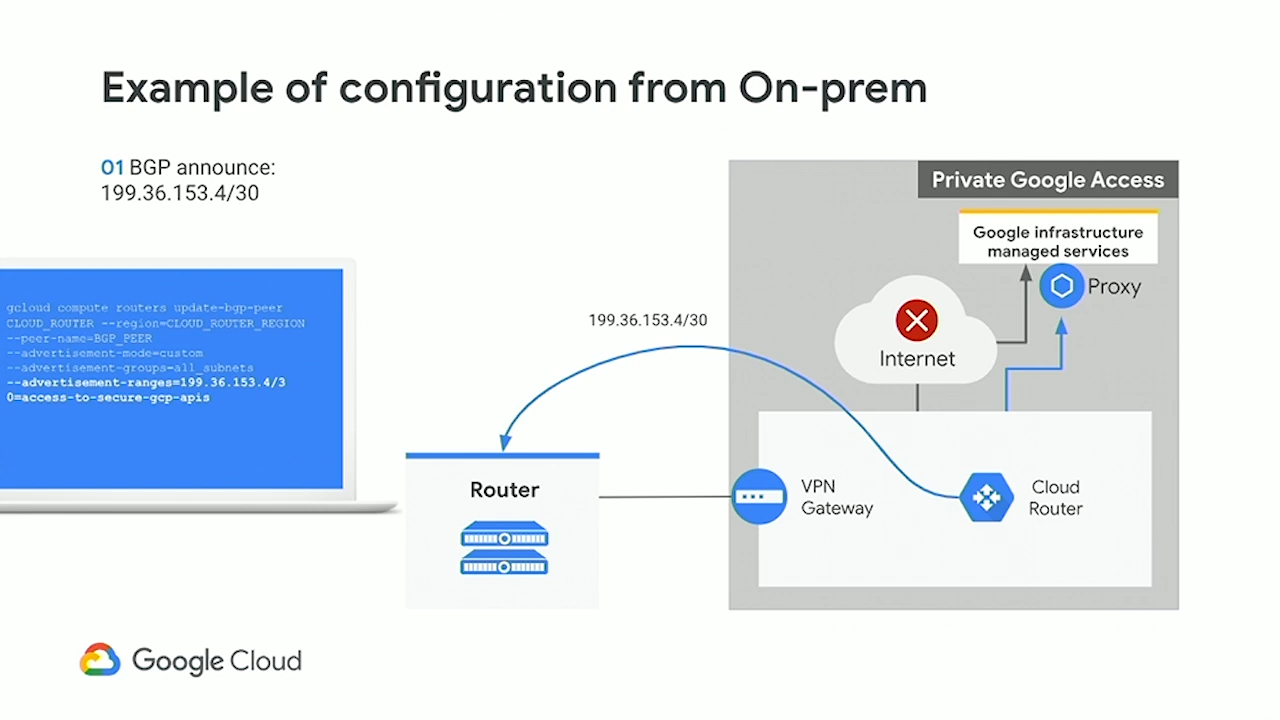 Example of configuration from On-prem
01 BGP announce:
199.36.153.4/30
gcloud compute routers update-bgp-peer
CLOUD_ROUTER --region=CLOUD_ROUTER_REGION
--peer-name=BGP_PEER
--advertisement-mode=custom
--advertisement-groups=all_subnets
--advertisement-ranges=199.36.153.4/3
0=access-to-secure-gcp-apis
Private Google Access
Google infrastructure
managed services
Proxy
199.36.153.4/30
Internet
Router
VPN
Gateway
Cloud
Router
Google Cloud